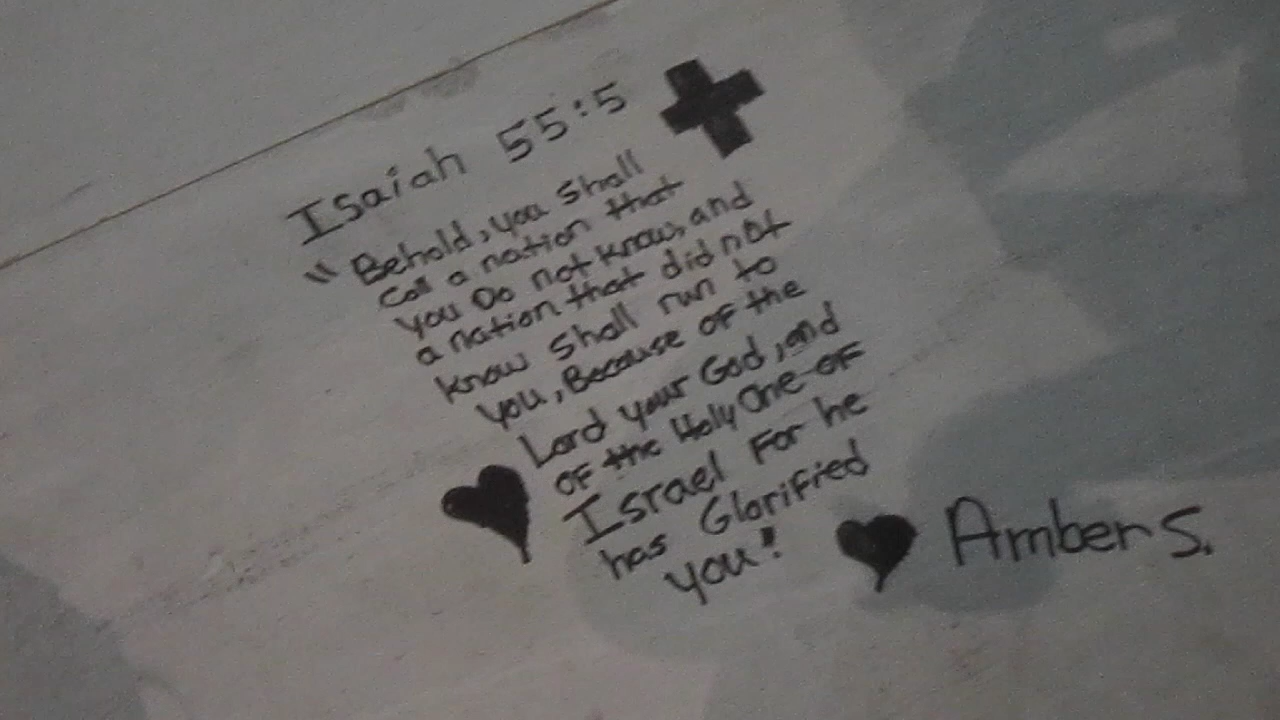 Isaiah 55:5
"Behold, you shall
call a nation that
you Do not know, and
a nation that did not
know shall run to
you, Because of the
Lord your God, and
of the Holy One of
Israel for he
has Glorified
you."
Amber S.